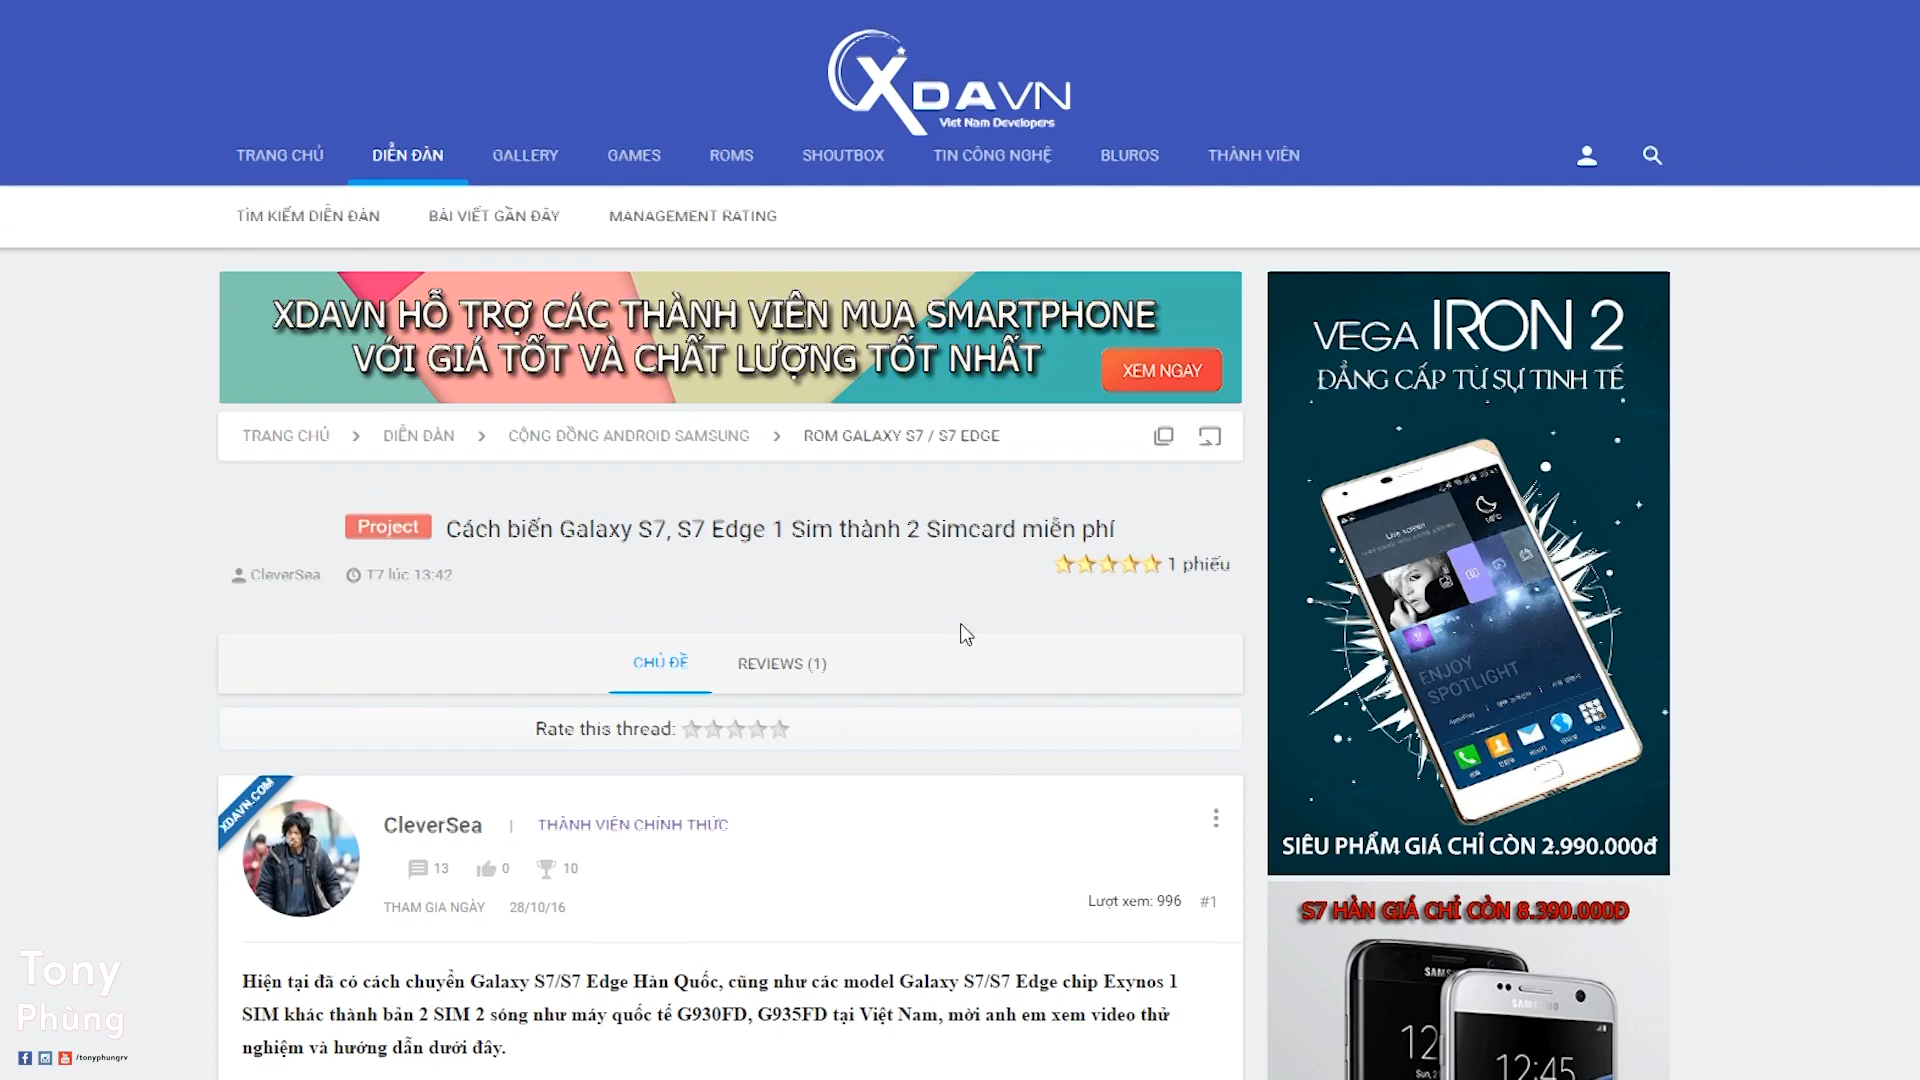 XDAVN
Viet Nam Developers
TRANG CHỦ
DIỄN ĐÀN
GALLERY
GAMES
ROMS
SHOUTBOX
TIN CÔNG NGHỆ
BLUROS
THÀNH VIÊN
TÌM KIẾM DIỄN ĐÀN
BÀI VIẾT GẦN ĐÂY
MANAGEMENT RATING
XDAVN HỖ TRỢ CÁC THÀNH VIÊN MUA SMARTPHONE
VỚI GIÁ TỐT VÀ CHẤT LƯỢNG TỐT NHẤT
XEM NGAY
TRANG CHỦ
DIỄN ĐÀN
CỘNG ĐỒNG ANDROID SAMSUNG
ROM GALAXY S7 / S7 EDGE
Project
Cách biến Galaxy S7, S7 Edge 1 Sim thành 2 Simcard miễn phí
1 phiếu
CleverSea
T7 lúc 13:42
CHỦ ĐỀ
REVIEWS (1)
Rate this thread:
XDAVN.COM
CleverSea
THÀNH VIÊN CHÍNH THỨC
13
0
10
THAM GIA NGÀY
28/10/16
Lượt xem: 996
#1
Hiện tại đã có cách chuyển Galaxy S7/S7 Edge Hàn Quốc, cũng như các model Galaxy S7/S7 Edge chip Exynos 1
SIM khác thành bản 2 SIM 2 sóng như máy quốc tế G930FD, G935FD tại Việt Nam, mời anh em xem video thử
nghiệm và hướng dẫn dưới đây.
VEGA IRON 2
ĐẲNG CẤP TỪ SỰ TINH TẾ
ENJOY
SPOTLIGHT
SIÊU PHẨM GIÁ CHỈ CÒN 2.990.000đ
S7 HÀN GIÁ CHỈ CÒN 8.390.000Đ
SAMSUNG
12:45
Tony
Phùng
/tonyphungrv